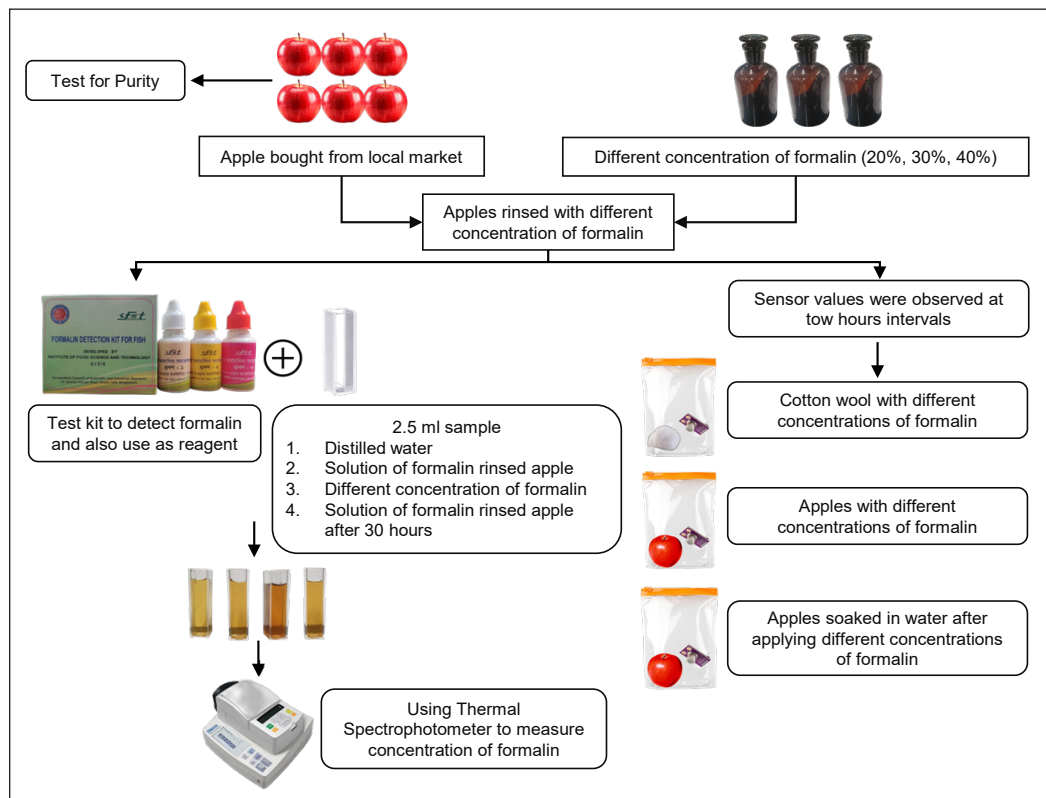 Test for Purity
Apple bought from local market
Different concentration of formalin (20%, 30%, 40%)
Apples rinsed with different
concentration of formalin
FORMALIN DETECTION KIT FOR FISH
DEVELOPED BY
INSTITUTE OF FOOD SCIENCE AND TECHNOLOGY
Test kit to detect formalin
and also use as reagent
2.5 ml sample
1. Distilled water
2. Solution of formalin rinsed apple
3. Different concentration of formalin
4. Solution of formalin rinsed apple
after 30 hours
Using Thermal
Spectrophotometer to measure
concentration of formalin
Sensor values were observed at
tow hours intervals
Cotton wool with different
concentrations of formalin
Apples with different
concentrations of formalin
Apples soaked in water after
applying different concentrations
of formalin